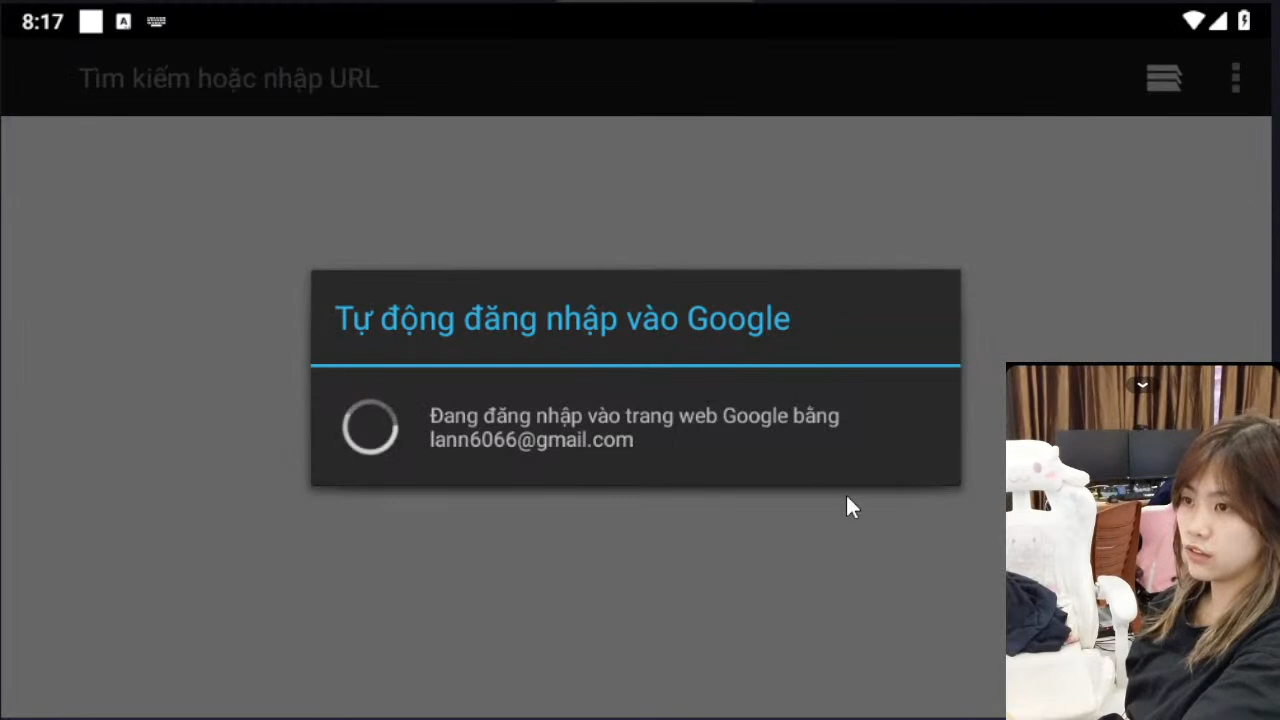 8:17
A
Tìm kiếm hoặc nhập URL
Tự động đăng nhập vào Google
Đang đăng nhập vào trang web Google bằng
lann6066@gmail.com